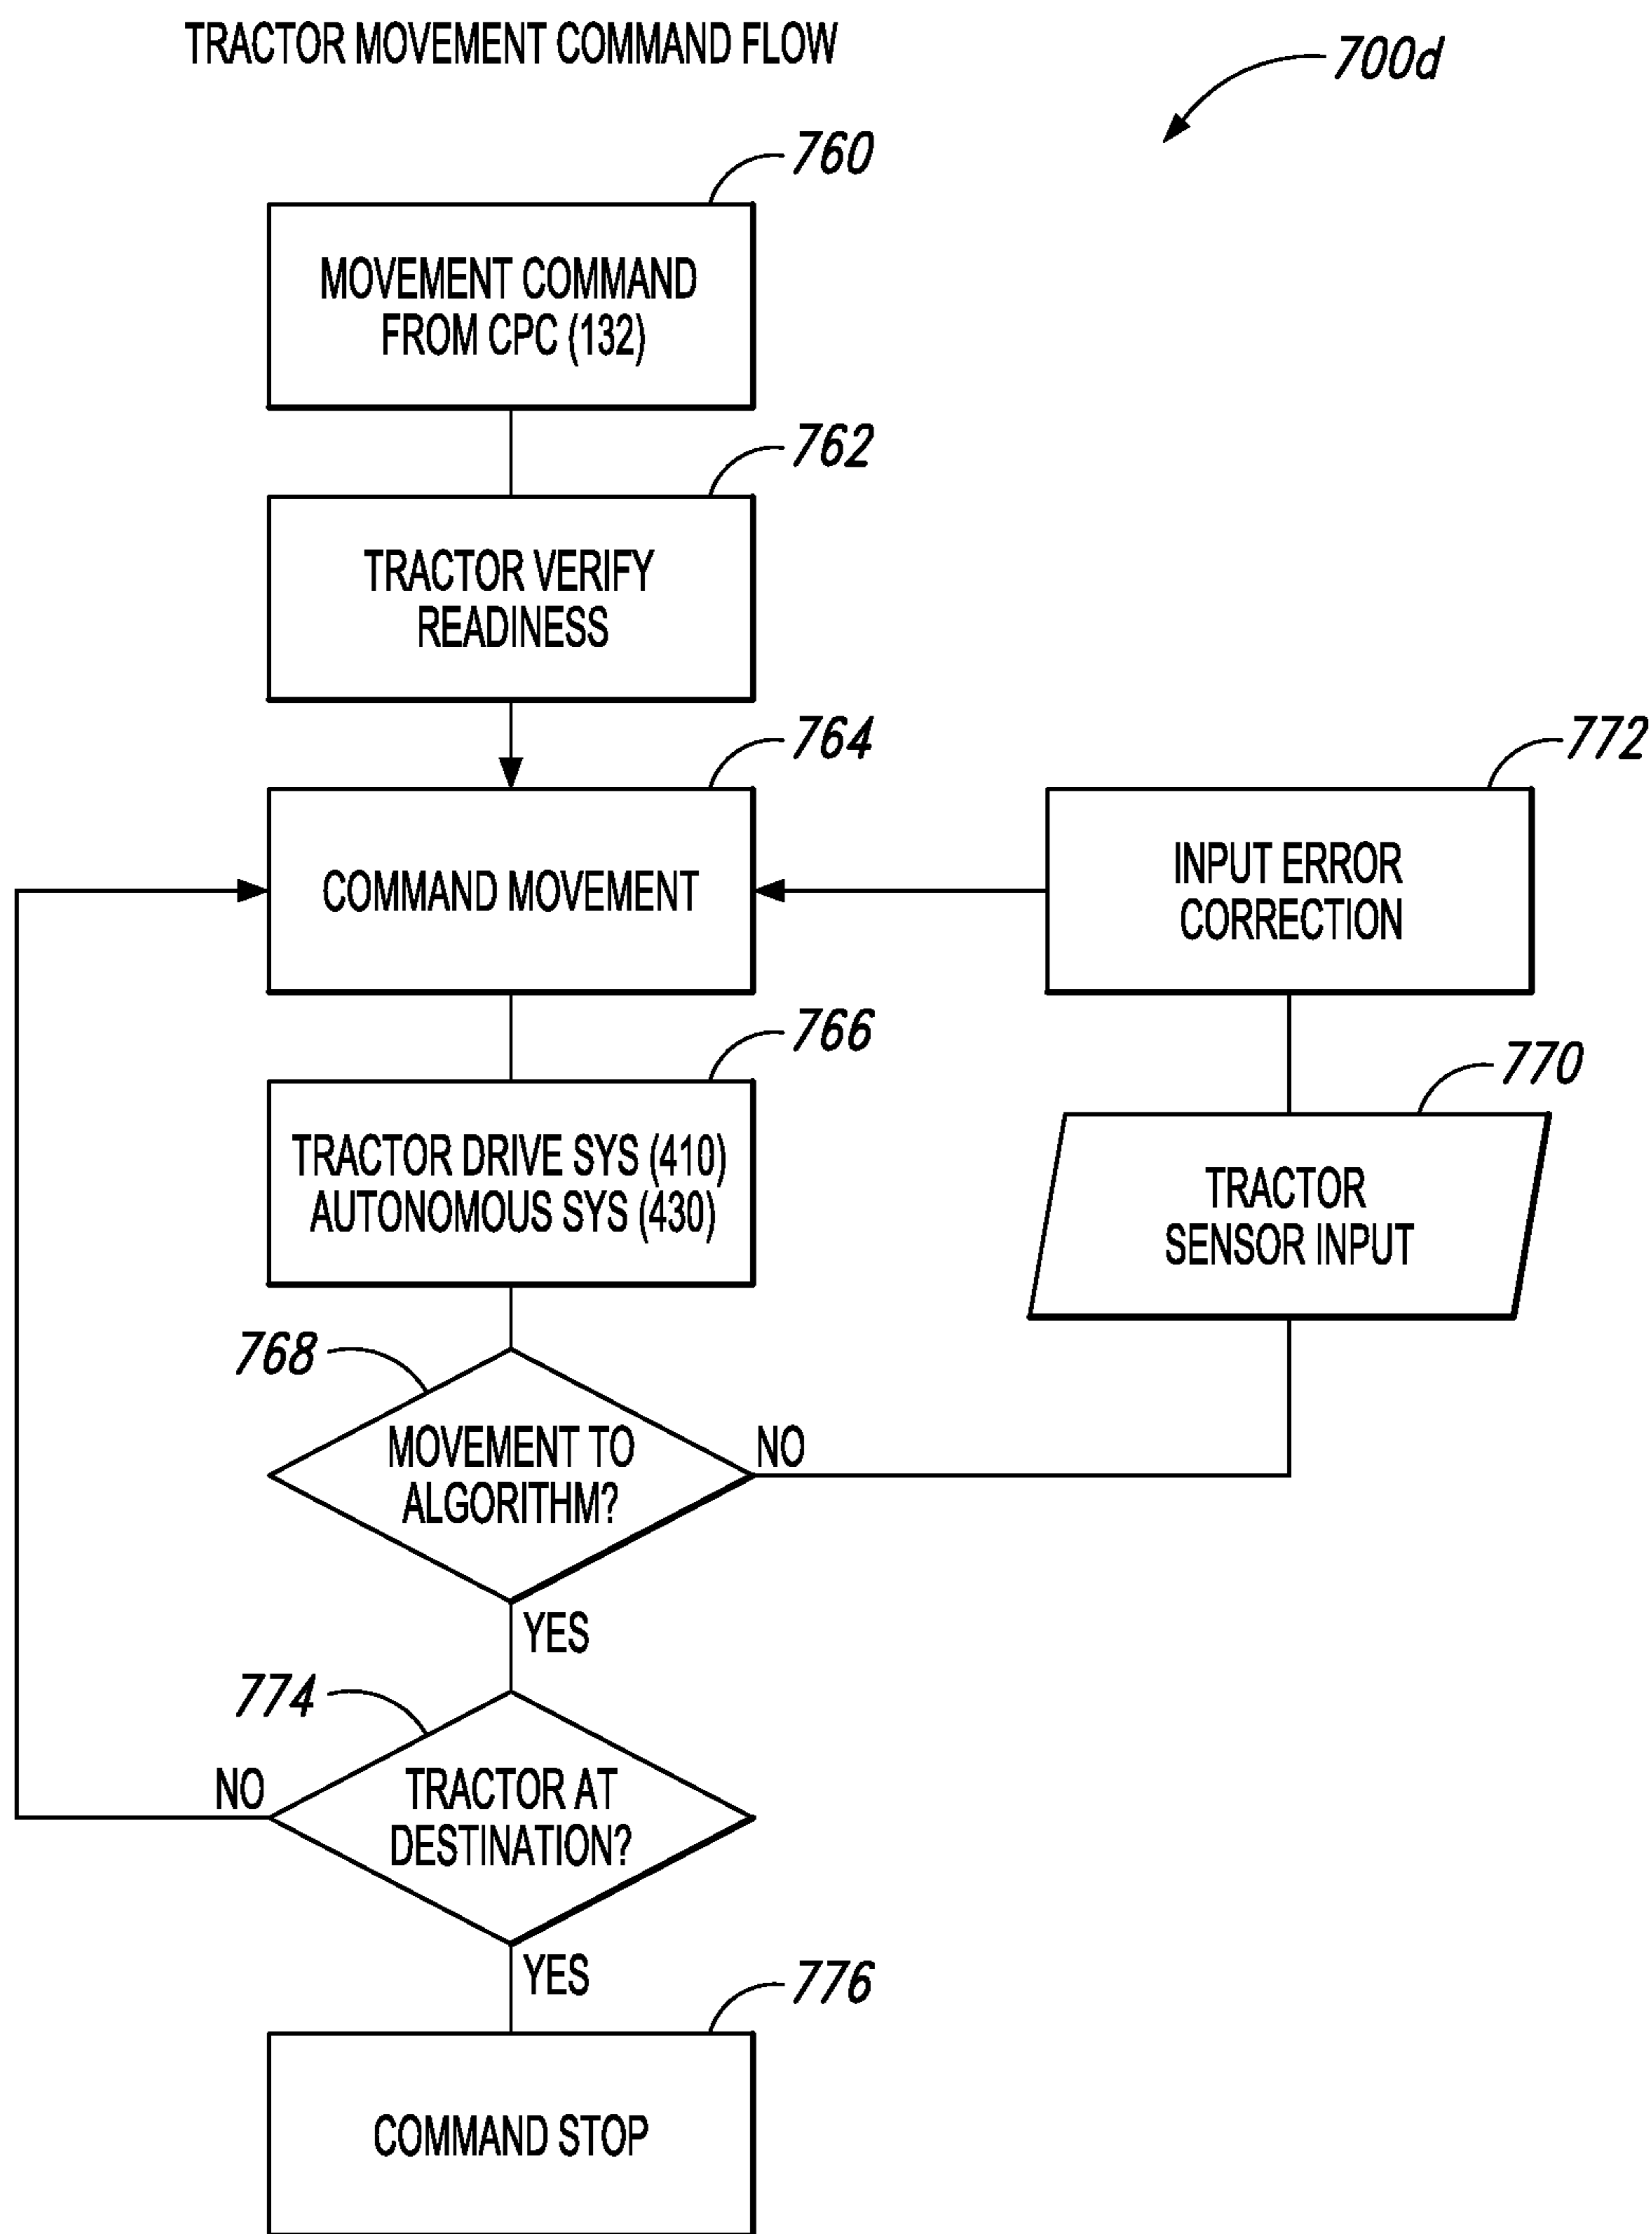 TRACTOR MOVEMENT COMMAND FLOW
700d
760
MOVEMENT COMMAND
FROM CPC (132)
762
TRACTOR VERIFY
READINESS
764
COMMAND MOVEMENT
772
INPUT ERROR
CORRECTION
766
TRACTOR DRIVE SYS (410)
AUTONOMOUS SYS (430)
770
TRACTOR
SENSOR INPUT
768
MOVEMENT TO
ALGORITHM?
NO
YES
774
TRACTOR AT
DESTINATION?
NO
YES
776
COMMAND STOP